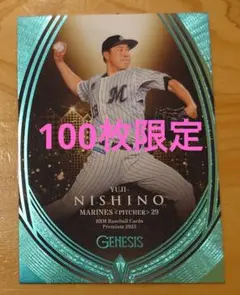 M
100枚限定
YUJI
NISHINO
MARINES <PITCHER> 29
BBM Baseball Cards
Premium 2023
GENESIS